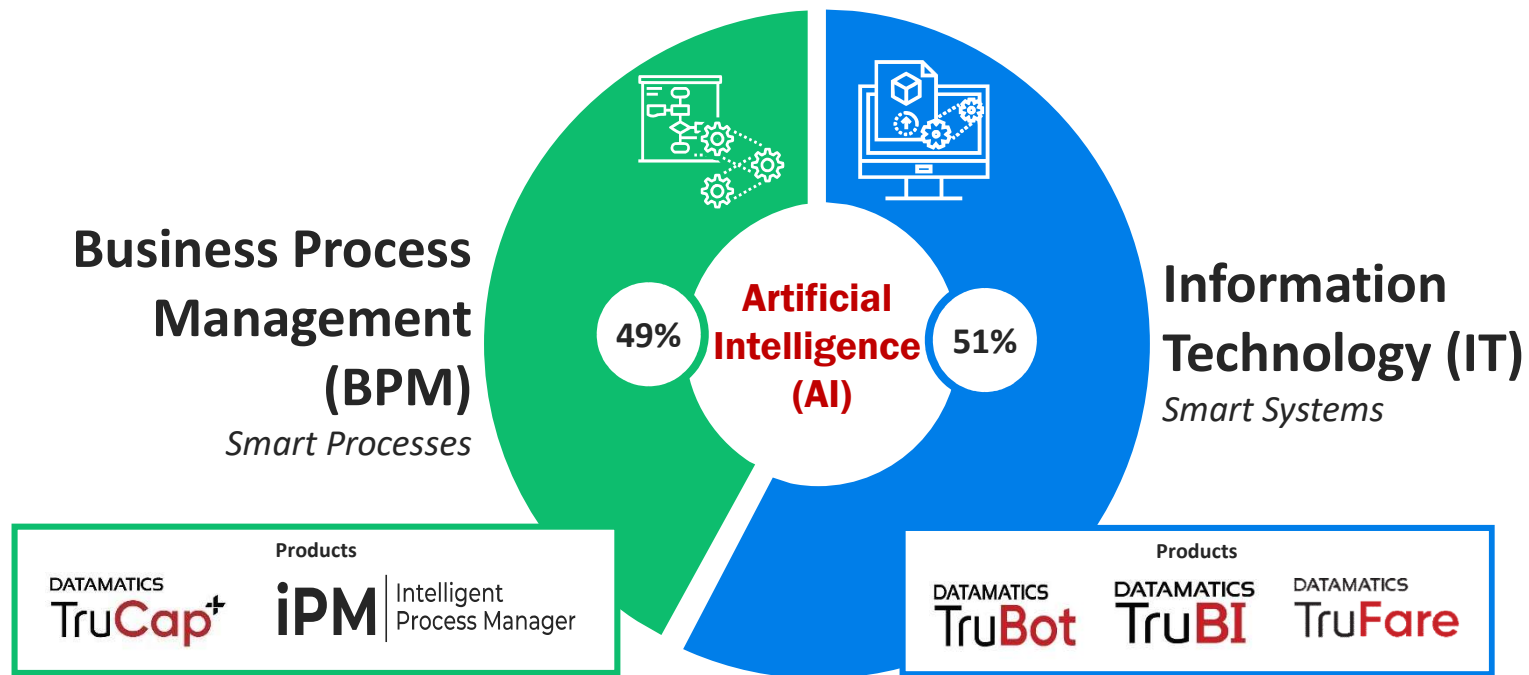 Business Process
Management
(BPM)
Smart Processes
49%
Artificial
Intelligence
(AI)
51%
Information
Technology (IT)
Smart Systems
Products
DATAMATICS
TruCap+
iPM
Intelligent
Process Manager
Products
DATAMATICS
TruBot
DATAMATICS
TruBI
DATAMATICS
TruFare